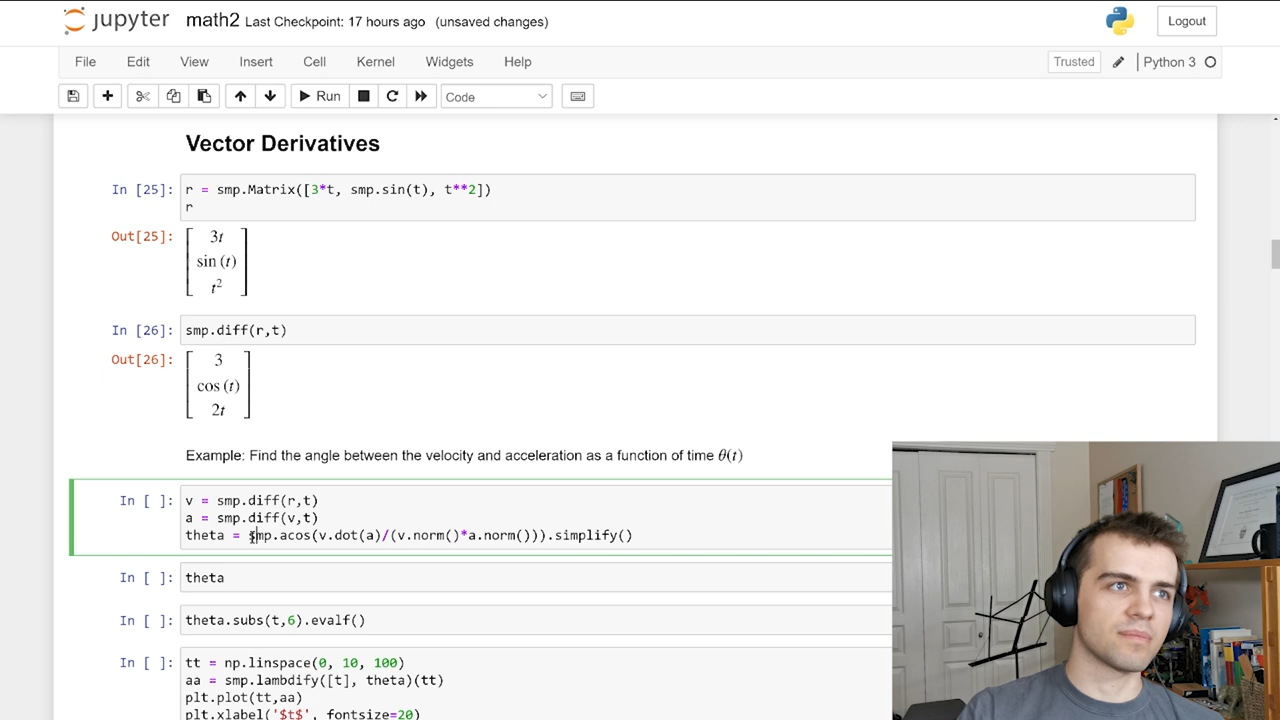 jupyter math2 Last Checkpoint: 17 hours ago (unsaved changes) Logout
File Edit View Insert Cell Kernel Widgets Help Trusted Python 3
Run Code
Vector Derivatives
In [25]: r = smp.Matrix([3*t, smp.sin(t), t**2])
r
Out[25]: 3t
sin (t)
t²
In [26]: smp.diff(r,t)
Out[26]: 3
cos (t)
2t
Example: Find the angle between the velocity and acceleration as a function of time θ(t)
In [ ]: v = smp.diff(r,t)
a = smp.diff(v,t)
theta = smp.acos(v.dot(a)/(v.norm()*a.norm())).simplify()
In [ ]: theta
In [ ]: theta.subs(t,6).evalf()
In [ ]: tt = np.linspace(0, 10, 100)
aa = smp.lambdify([t], theta)(tt)
plt.plot(tt,aa)
plt.xlabel('$t$', fontsize=20)